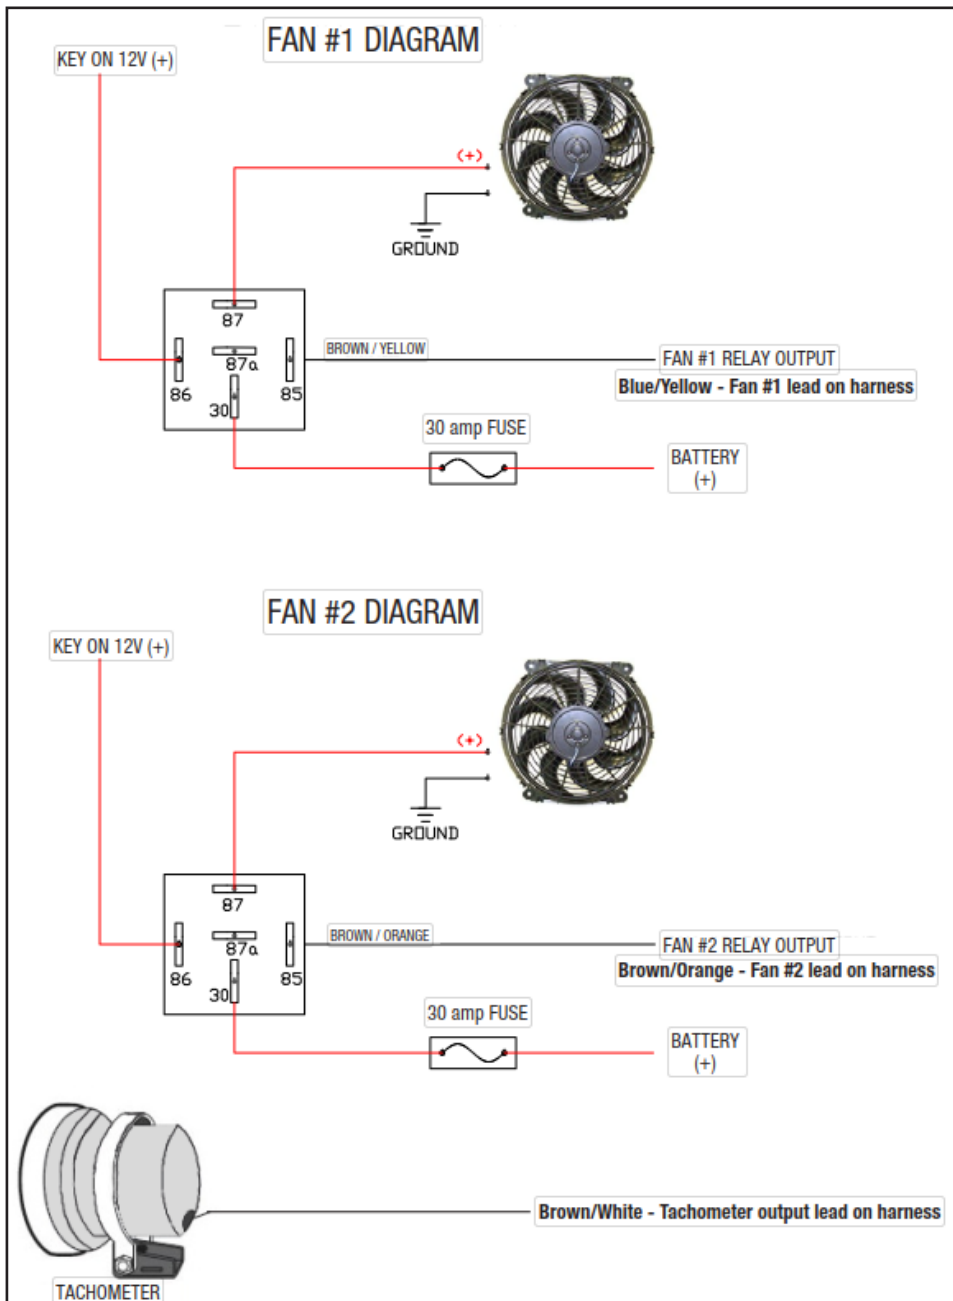 FAN #1 DIAGRAM
KEY ON 12V (+)
(+)
GROUND
87
87a
86
85
30
BROWN / YELLOW
FAN #1 RELAY OUTPUT
Blue/Yellow - Fan #1 lead on harness
30 amp FUSE
BATTERY
(+)
FAN #2 DIAGRAM
KEY ON 12V (+)
(+)
GROUND
87
87a
86
85
30
BROWN / ORANGE
FAN #2 RELAY OUTPUT
Brown/Orange - Fan #2 lead on harness
30 amp FUSE
BATTERY
(+)
Brown/White - Tachometer output lead on harness
TACHOMETER